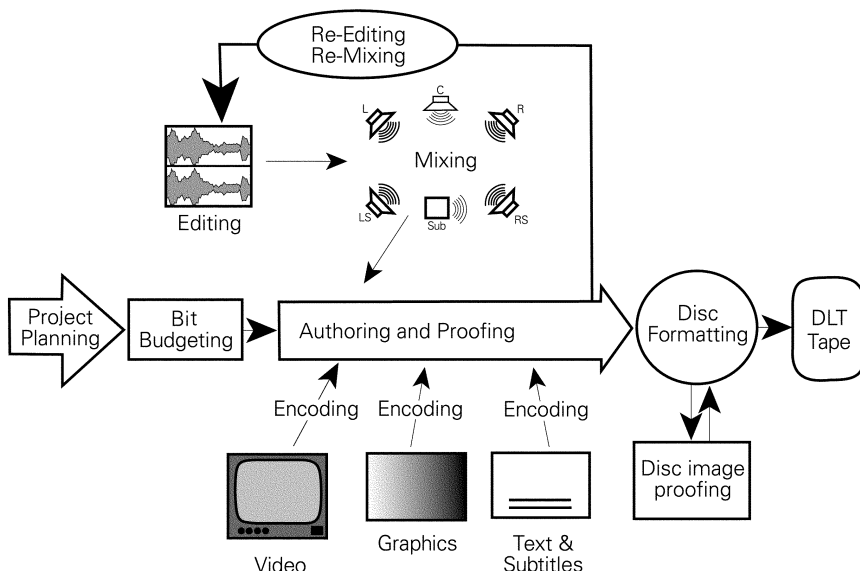 Re-Editing
Re-Mixing
L
C
R
Mixing
LS
Sub
RS
Editing
Project
Planning
Bit
Budgeting
Authoring and Proofing
Disc
Formatting
DLT
Tape
Encoding
Encoding
Encoding
Disc image
proofing
Video
Graphics
Text &
Subtitles